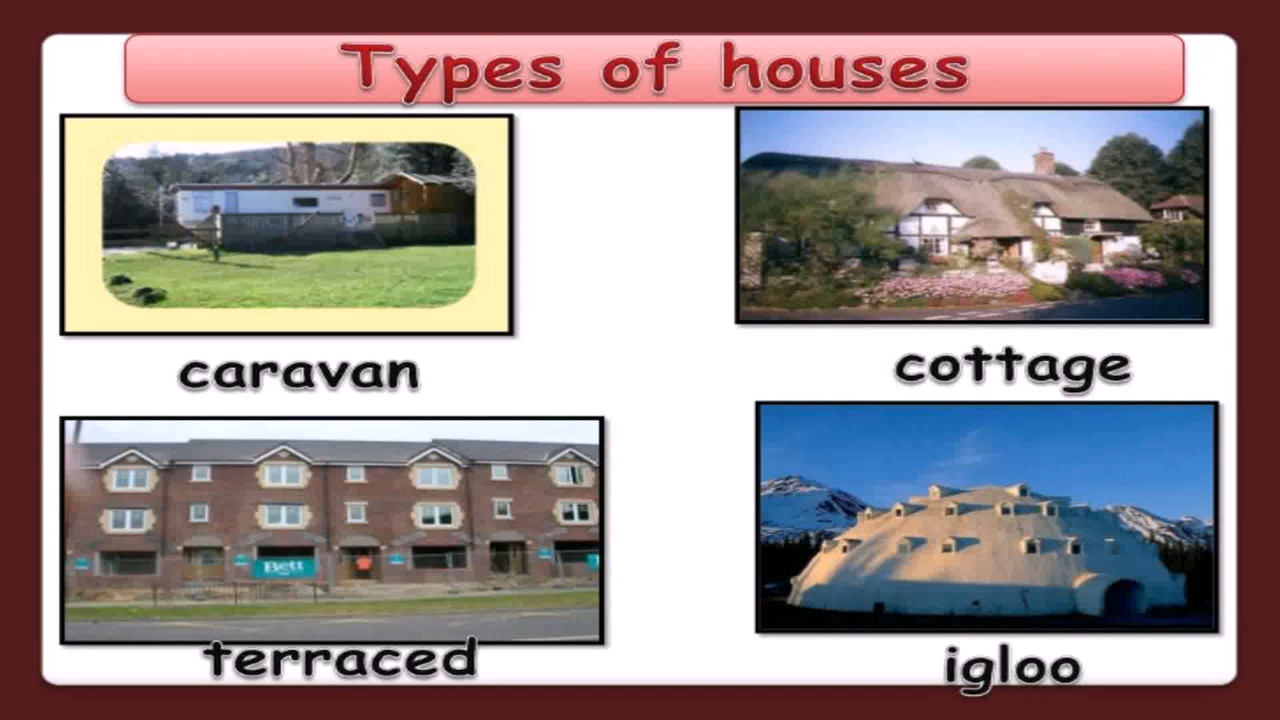 Types of houses
caravan
cottage
Bett
terraced
igloo